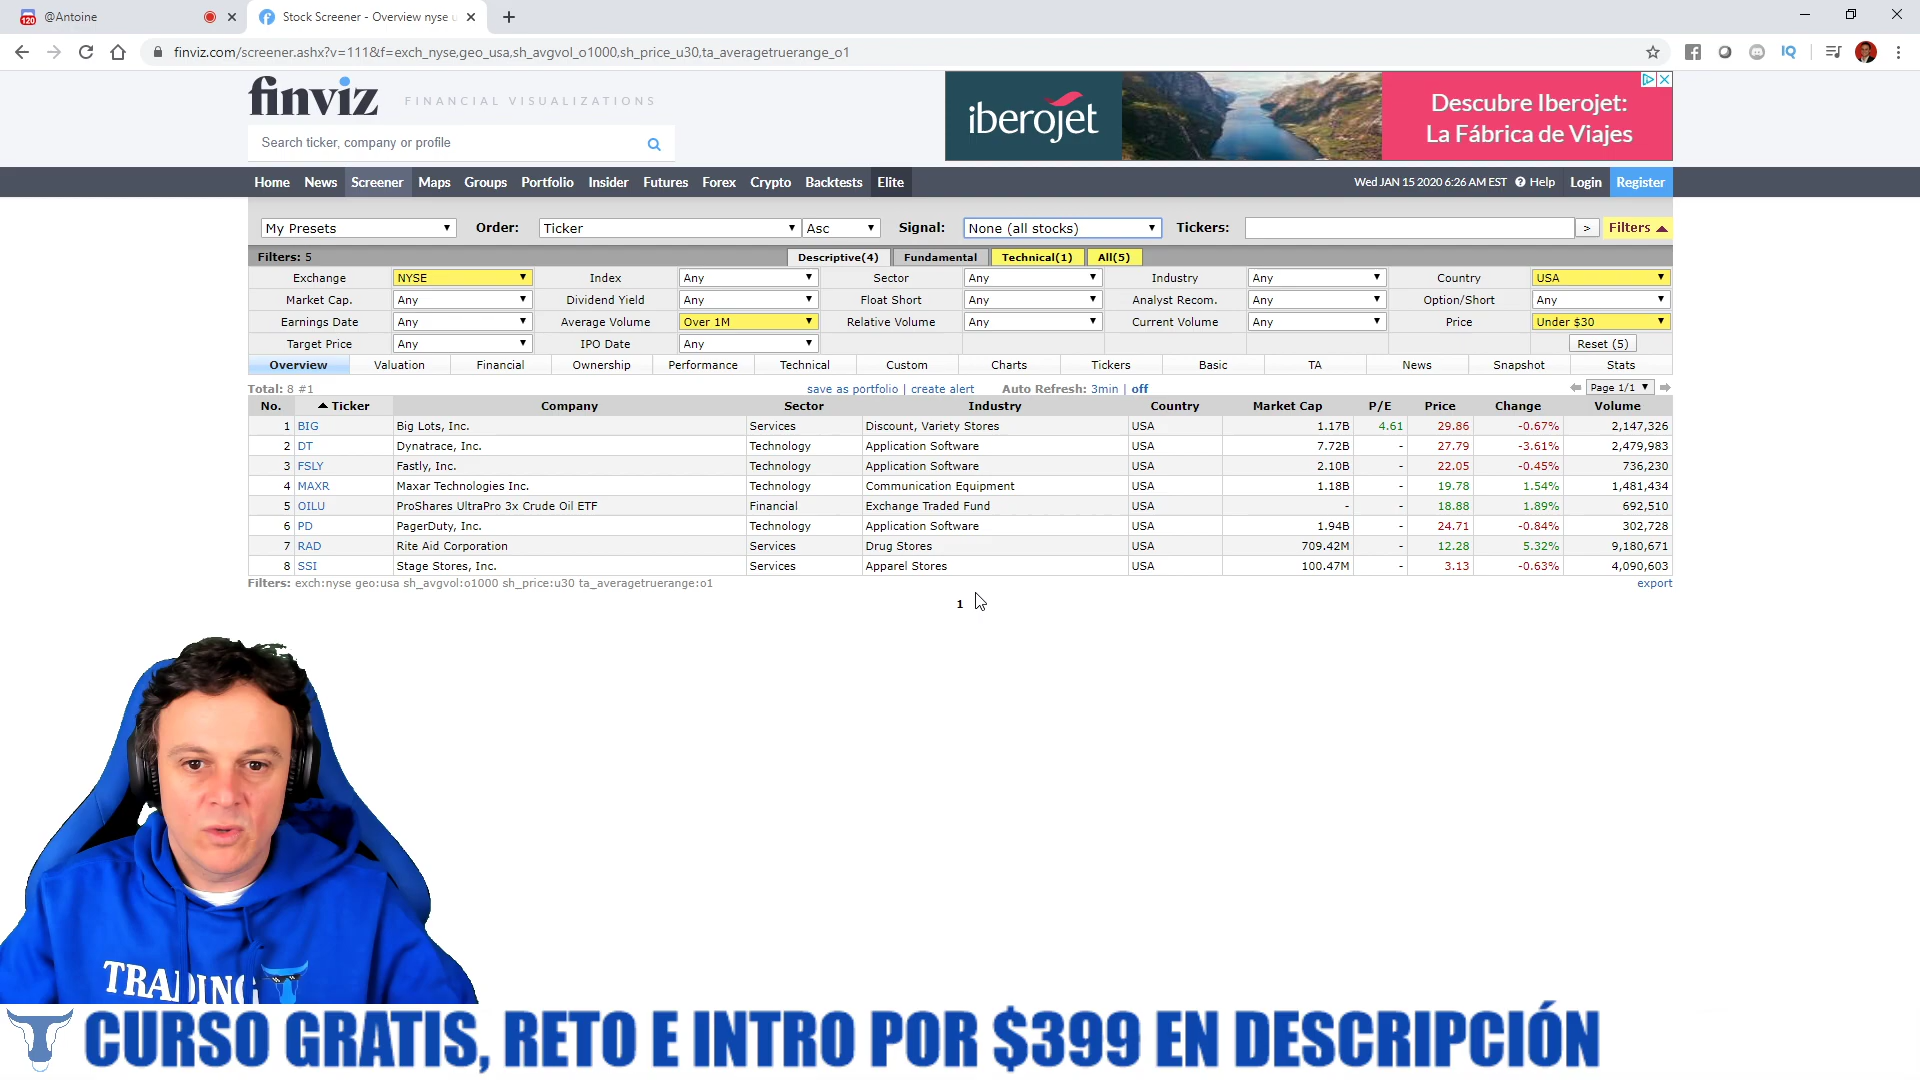 @Antoine
Stock Screener - Overview nyse u
finviz.com/screener.ashx?v=111&f=exch_nyse,geo_usa,sh_avgvol_o1000,sh_price_u30,ta_averagetruerange_o1
finviz FINANCIAL VISUALIZATIONS
iberojet
Descubre Iberojet:
La Fábrica de Viajes
Search ticker, company or profile
Home News Screener Maps Groups Portfolio Insider Futures Forex Crypto Backtests Elite Wed JAN 15 2020 6:26 AM EST Help Login Register
My Presets Order: Ticker Asc Signal: None (all stocks) Tickers: > Filters
Filters: 5 Descriptive(4) Fundamental Technical(1) All(5)
Exchange NYSE Index Any Sector Any Industry Any Country USA
Market Cap. Any Dividend Yield Any Float Short Any Analyst Recom. Any Option/Short Any
Earnings Date Any Average Volume Over 1M Relative Volume Any Current Volume Any Price Under $30
Target Price Any IPO Date Any Reset (5)
Overview Valuation Financial Ownership Performance Technical Custom Charts Tickers Basic TA News Snapshot Stats
Total: 8 #1 save as portfolio | create alert Auto Refresh: 3min | off Page 1/1
No. Ticker Company Sector Industry Country Market Cap P/E Price Change Volume
1 BIG Big Lots, Inc. Services Discount, Variety Stores USA 1.17B 4.61 29.86 -0.67% 2,147,326
2 DT Dynatrace, Inc. Technology Application Software USA 7.72B - 27.79 -3.61% 2,479,983
3 FSLY Fastly, Inc. Technology Application Software USA 2.10B - 22.05 -0.45% 736,230
4 MAXR Maxar Technologies Inc. Technology Communication Equipment USA 1.18B - 19.78 1.54% 1,481,434
5 OILU ProShares UltraPro 3x Crude Oil ETF Financial Exchange Traded Fund USA - - 18.88 1.89% 692,510
6 PD PagerDuty, Inc. Technology Application Software USA 1.94B - 24.71 -0.84% 302,728
7 RAD Rite Aid Corporation Services Drug Stores USA 709.42M - 12.28 5.32% 9,180,671
8 SSI Stage Stores, Inc. Services Apparel Stores USA 100.47M - 3.13 -0.63% 4,090,603
Filters: exch:nyse geo:usa sh_avgvol:o1000 sh_price:u30 ta_averagetruerange:o1 export
1
TRADING
CURSO GRATIS, RETO E INTRO POR $399 EN DESCRIPCIÓN